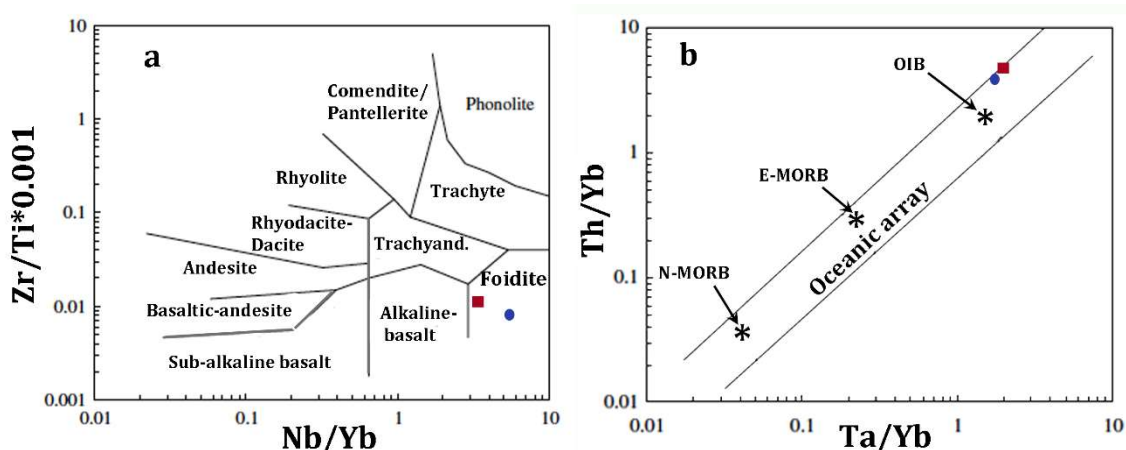 a
Zr/Ti*0.001
10
1
0.1
0.01
0.001
Comendite/
Pantellerite
Phonolite
Rhyolite
Trachyte
Rhyodacite-
Dacite
Trachyand.
Andesite
Foidite
Basaltic-andesite
Alkaline-
basalt
Sub-alkaline basalt
0.01
0.1
1
10
Nb/Yb
b
Th/Yb
10
1
0.1
0.01
OIB
E-MORB
N-MORB
Oceanic array
0.01
0.1
1
10
Ta/Yb